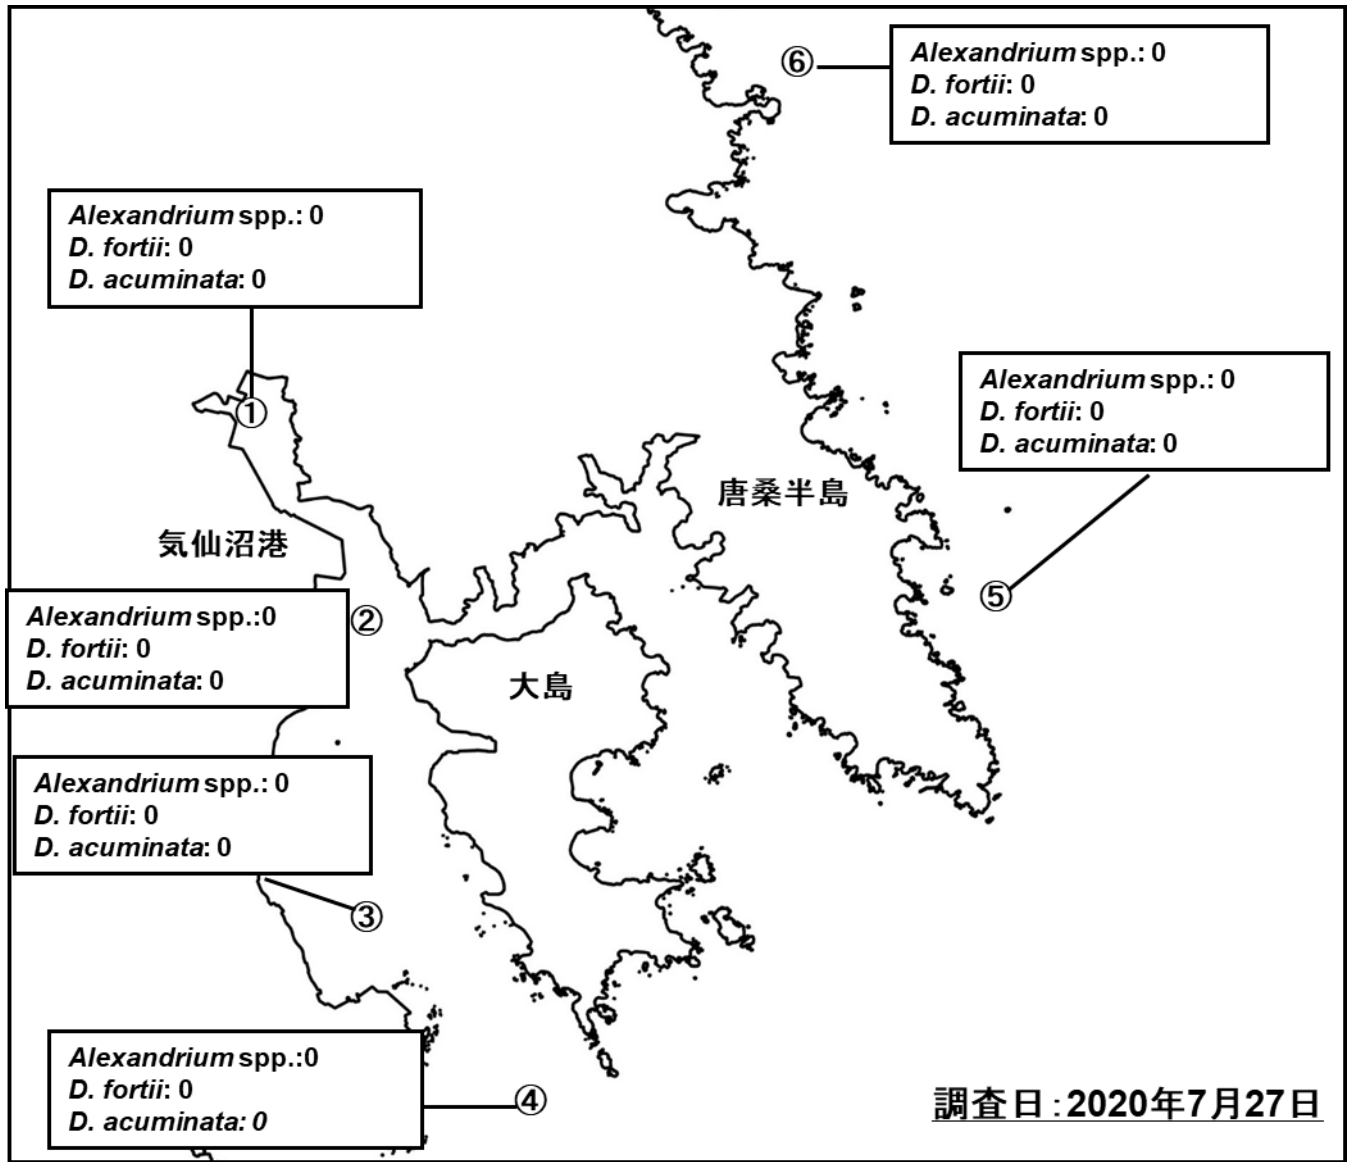 ⑥
Alexandrium spp.: 0
D. fortii: 0
D. acuminata: 0
Alexandrium spp.: 0
D. fortii: 0
D. acuminata: 0
①
Alexandrium spp.: 0
D. fortii: 0
D. acuminata: 0
⑤
唐桑半島
気仙沼港
Alexandrium spp.:0
D. fortii: 0
D. acuminata: 0
②
大島
Alexandrium spp.: 0
D. fortii: 0
D. acuminata: 0
③
Alexandrium spp.:0
D. fortii: 0
D. acuminata: 0
④
調査日:2020年7月27日